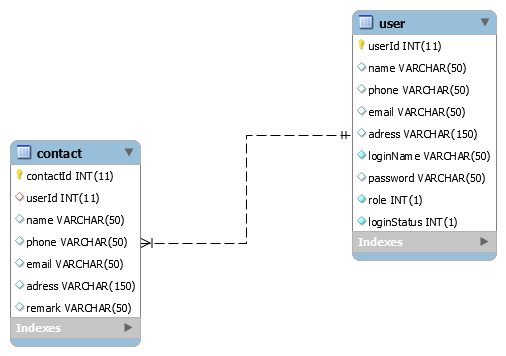 user
userId INT(11)
name VARCHAR(50)
phone VARCHAR(50)
email VARCHAR(50)
adress VARCHAR(150)
loginName VARCHAR(50)
password VARCHAR(50)
role INT(1)
loginStatus INT(1)
Indexes
contact
contactId INT(11)
userId INT(11)
name VARCHAR(50)
phone VARCHAR(50)
email VARCHAR(50)
adress VARCHAR(150)
remark VARCHAR(50)
Indexes